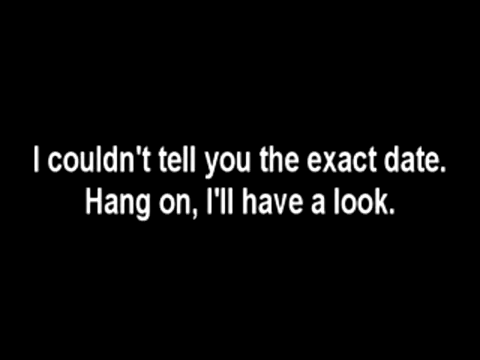 I couldn't tell you the exact date.
Hang on, I'll have a look.